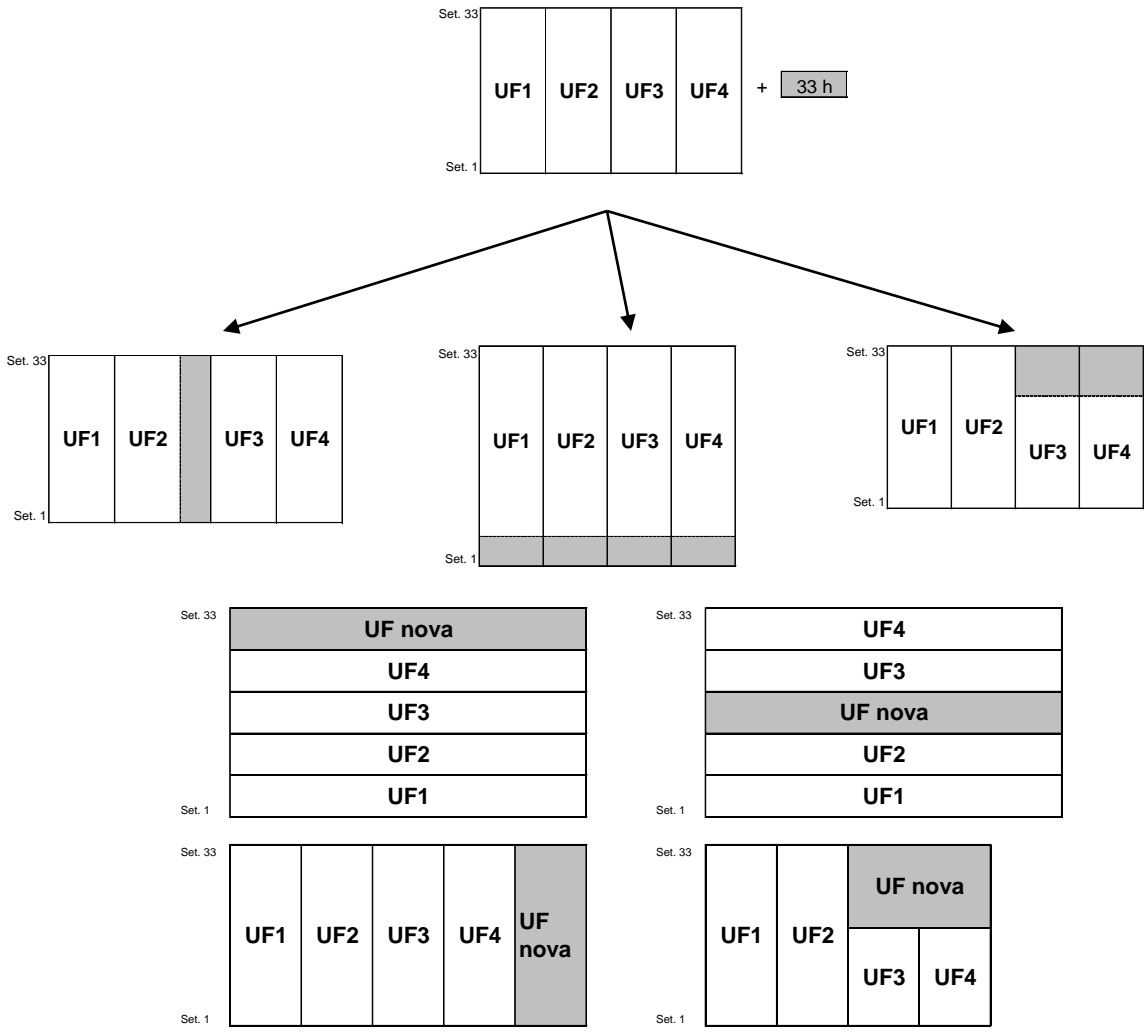 Set. 33
UF1 UF2 UF3 UF4 + 33 h
Set. 1
Set. 33
UF1 UF2 UF3 UF4
Set. 1
Set. 33
UF1 UF2 UF3 UF4
Set. 1
Set. 33
UF1 UF2 UF3 UF4
Set. 1
Set. 33
UF nova
UF4
UF3
UF2
UF1
Set. 1
Set. 33
UF4
UF3
UF nova
UF2
UF1
Set. 1
Set. 33
UF1 UF2 UF3 UF4 UF
nova
Set. 1
Set. 33
UF nova
UF1 UF2
UF3 UF4
Set. 1